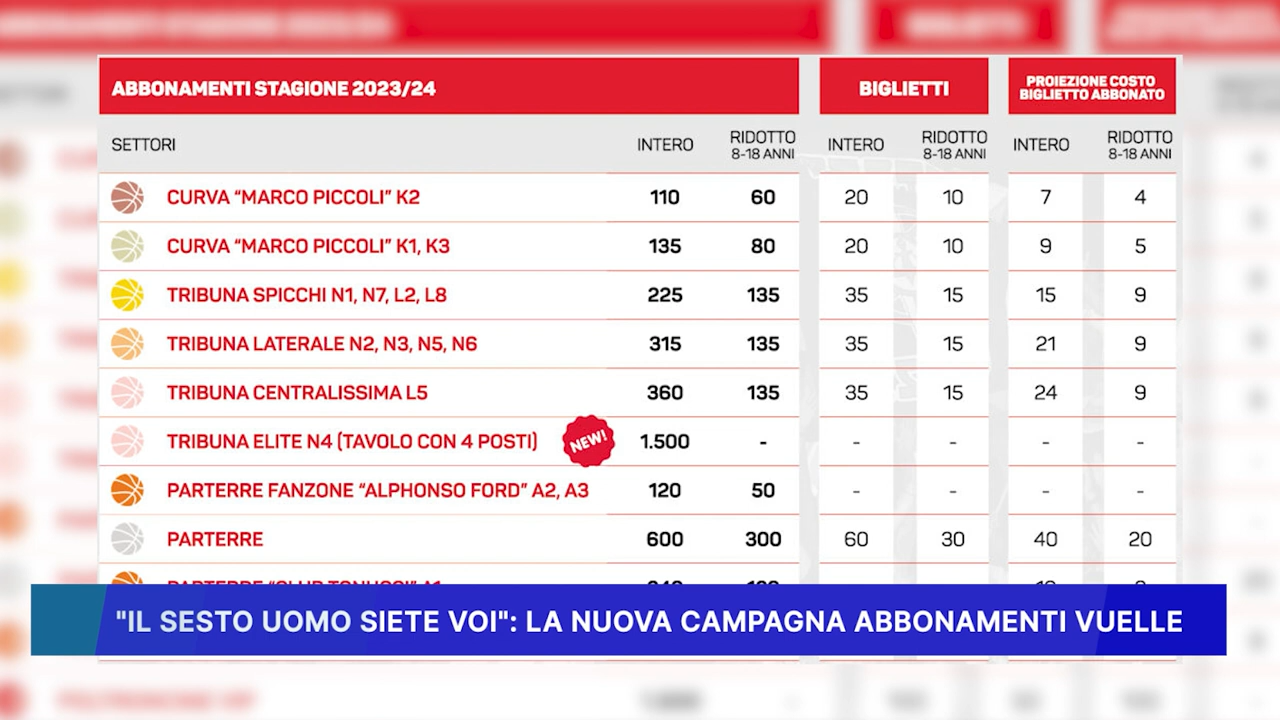 ABBONAMENTI STAGIONE 2023/24 BIGLIETTI PROIEZIONE COSTO
BIGLIETTO ABBONATO
SETTORI INTERO RIDOTTO 8-18 ANNI INTERO RIDOTTO 8-18 ANNI INTERO RIDOTTO 8-18 ANNI
CURVA “MARCO PICCOLI” K2 110 60 20 10 7 4
CURVA “MARCO PICCOLI” K1, K3 135 80 20 10 9 5
TRIBUNA SPICCHI N1, N7, L2, L8 225 135 35 15 15 9
TRIBUNA LATERALE N2, N3, N5, N6 315 135 35 15 21 9
TRIBUNA CENTRALISSIMA L5 360 135 35 15 24 9
TRIBUNA ELITE N4 (TAVOLO CON 4 POSTI) NEW! 1.500 - - - - -
PARTERRE FANZONE “ALPHONSO FORD” A2, A3 120 50 - - - -
PARTERRE 600 300 60 30 40 20
"IL SESTO UOMO SIETE VOI": LA NUOVA CAMPAGNA ABBONAMENTI VUELLE